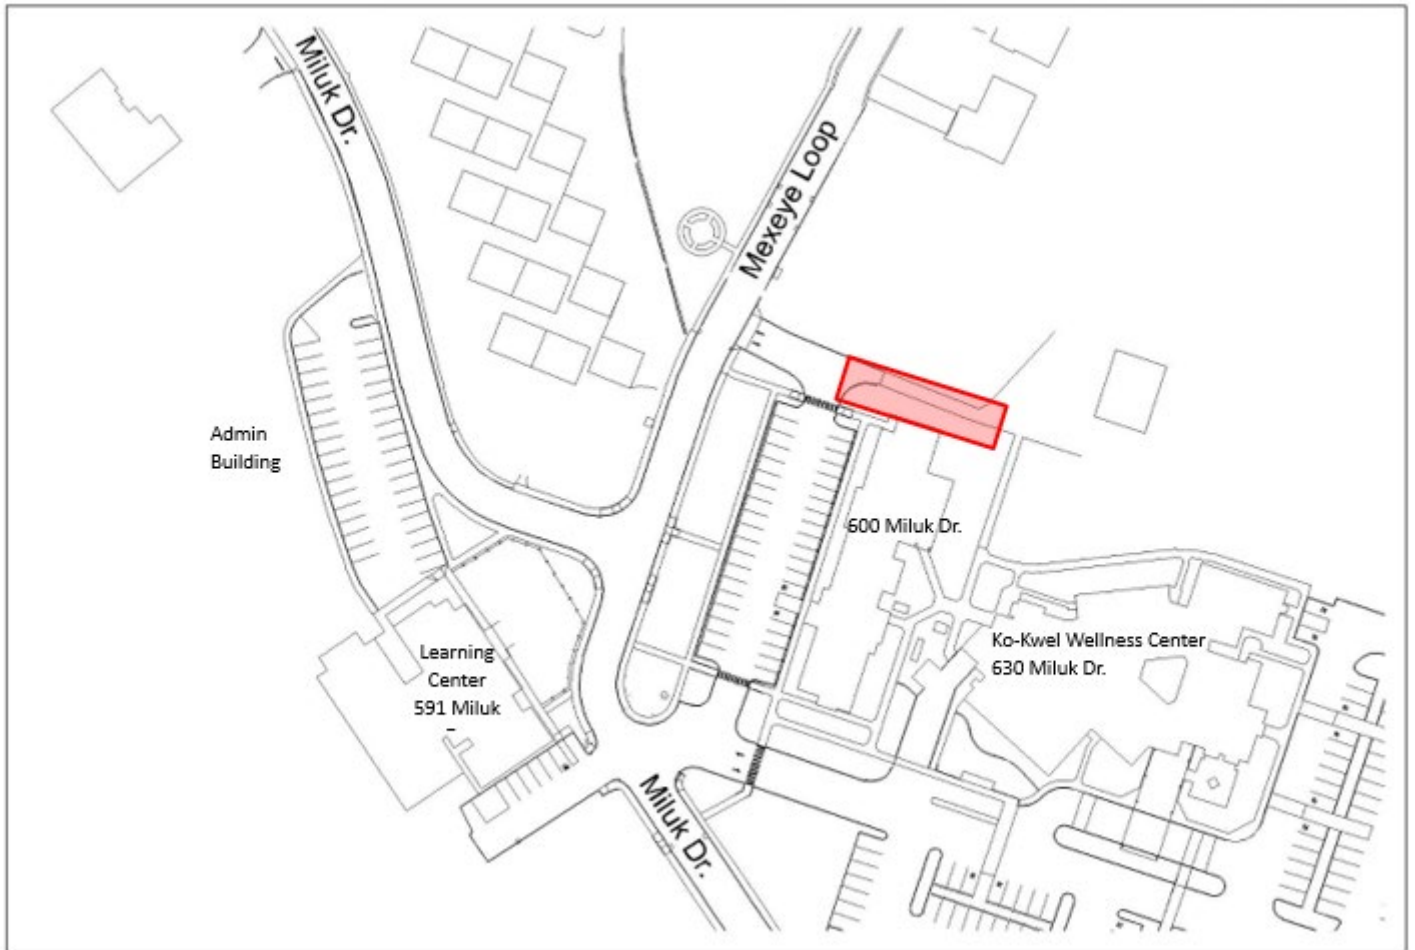 Miluk Dr.
Mexeye Loop
Admin
Building
600 Miluk Dr.
Learning
Center
591 Miluk
Ko-Kwel Wellness Center
630 Miluk Dr.
Miluk Dr.